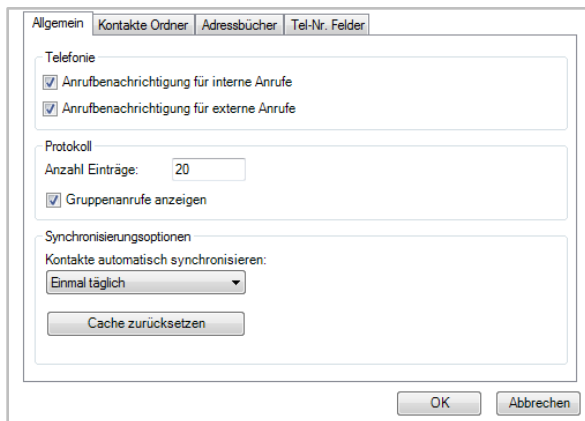 Allgemein Kontakte Ordner Adressbücher Tel-Nr. Felder
Telefonie
Anrufbenachrichtigung für interne Anrufe
Anrufbenachrichtigung für externe Anrufe
Protokoll
Anzahl Einträge: 20
Gruppenanrufe anzeigen
Synchronisierungsoptionen
Kontakte automatisch synchronisieren:
Einmal täglich
Cache zurücksetzen
OK Abbrechen